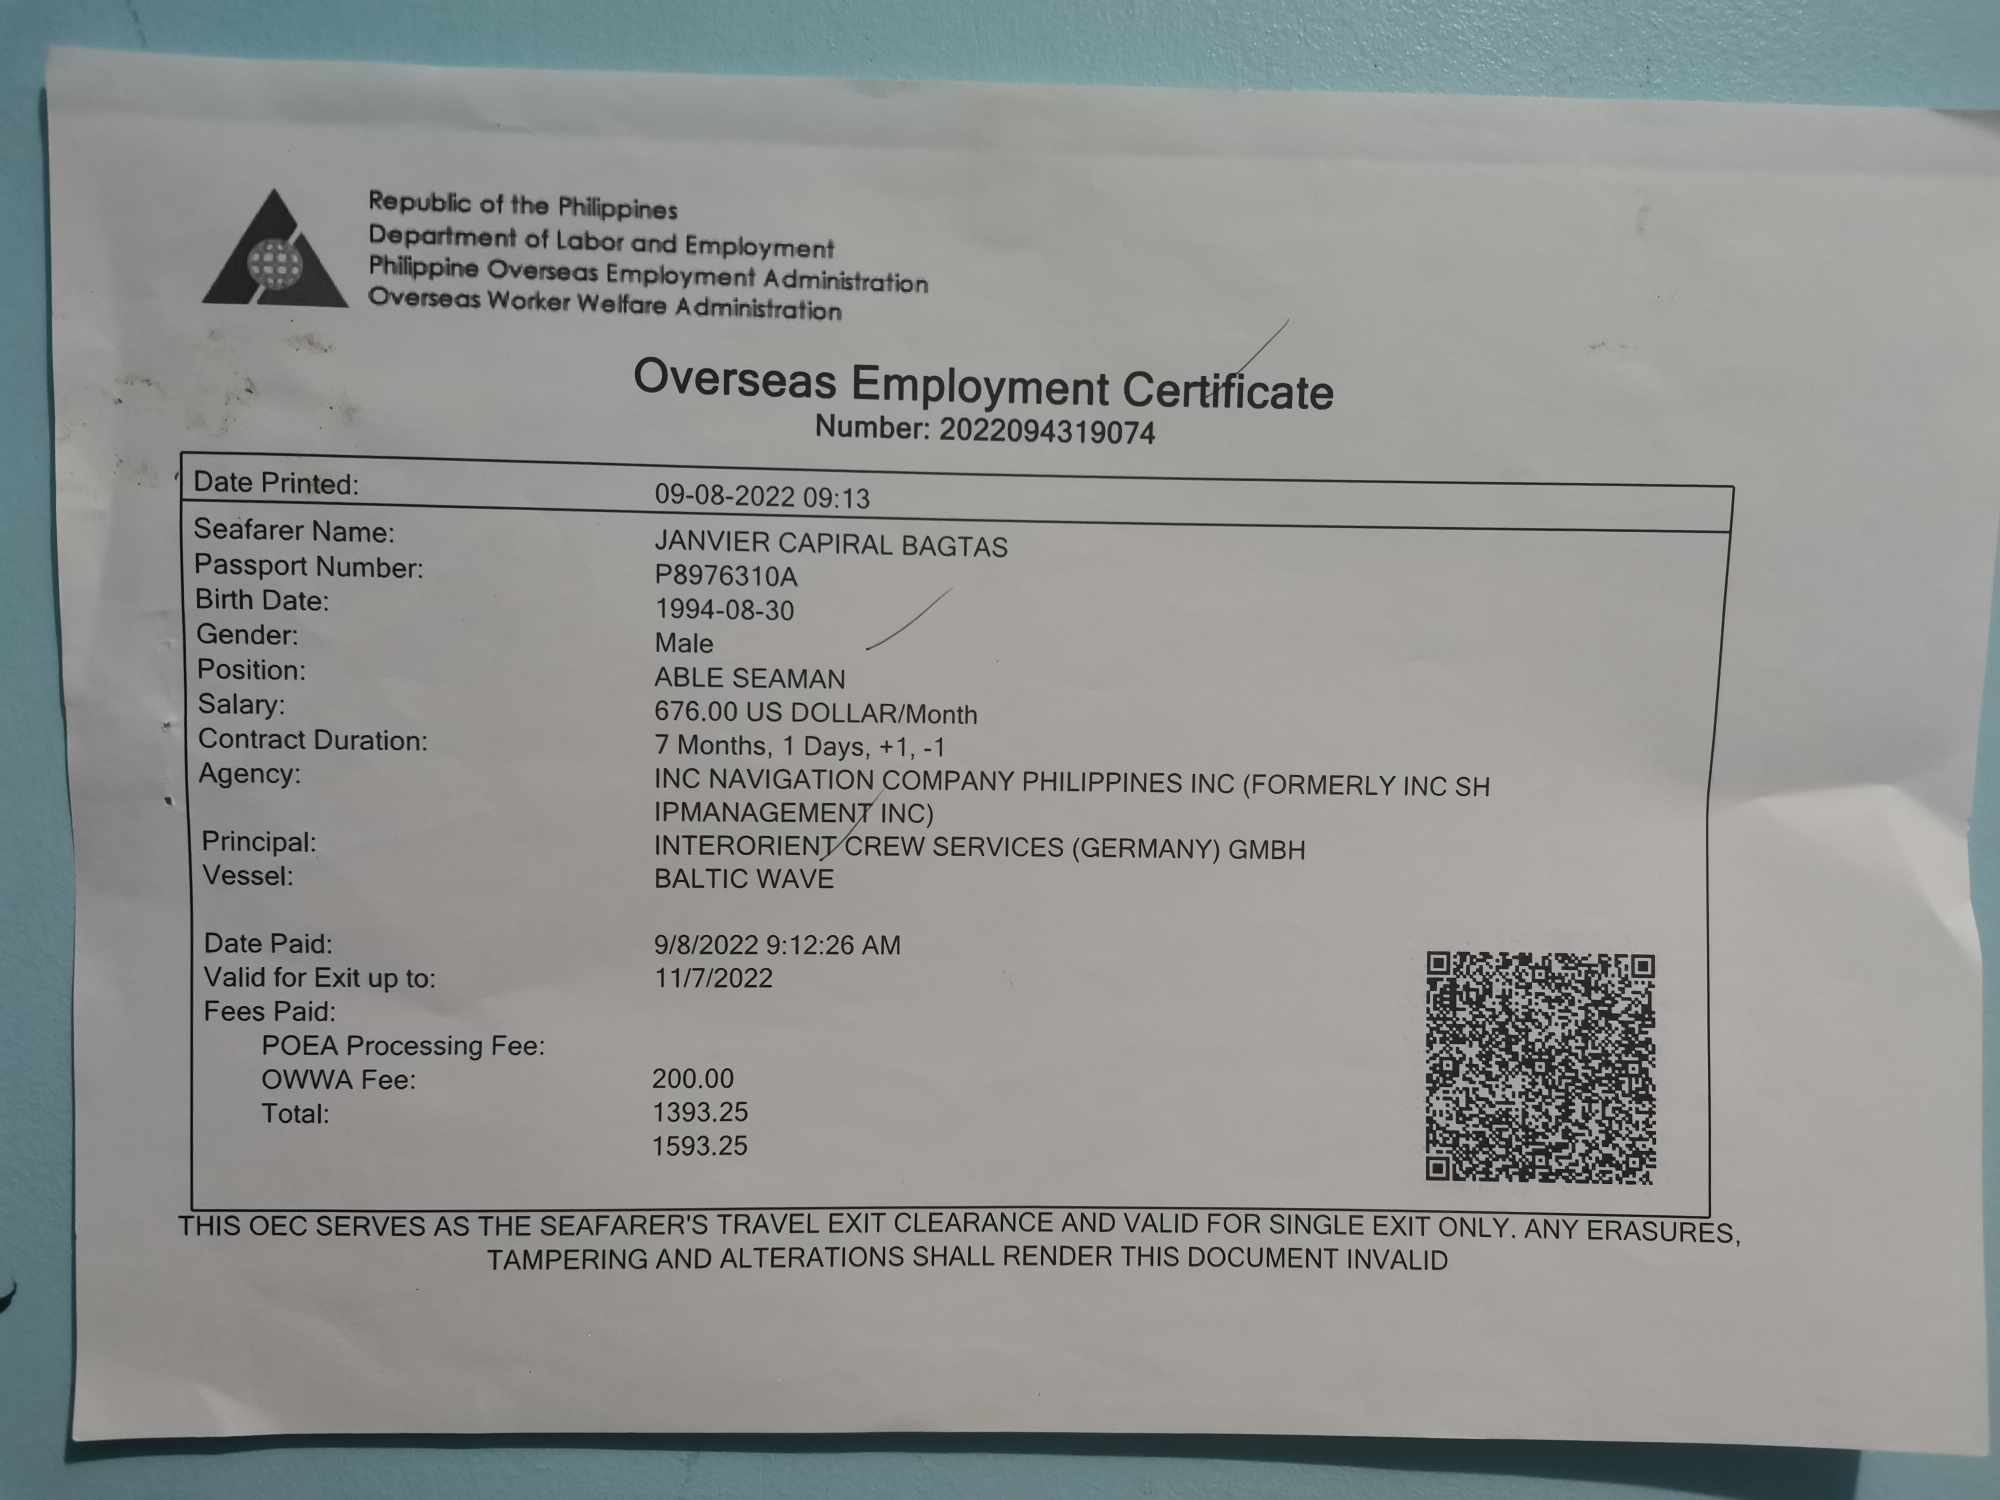 Republic of the Philippines
Department of Labor and Employment
Philippine Overseas Employment Administration
Overseas Worker Welfare Administration
Overseas Employment Certificate
Number: 2022094319074
Date Printed: 09-08-2022 09:13
Seafarer Name: JANVIER CAPIRAL BAGTAS
Passport Number: P8976310A
Birth Date: 1994-08-30
Gender: Male
Position: ABLE SEAMAN
Salary: 676.00 US DOLLAR/Month
Contract Duration: 7 Months, 1 Days, +1, -1
Agency: INC NAVIGATION COMPANY PHILIPPINES INC (FORMERLY INC SH
IPMANAGEMENT INC)
Principal: INTERORIENT CREW SERVICES (GERMANY) GMBH
Vessel: BALTIC WAVE
Date Paid: 9/8/2022 9:12:26 AM
Valid for Exit up to: 11/7/2022
Fees Paid:
POEA Processing Fee:
OWWA Fee: 200.00
Total: 1393.25
1593.25
THIS OEC SERVES AS THE SEAFARER'S TRAVEL EXIT CLEARANCE AND VALID FOR SINGLE EXIT ONLY. ANY ERASURES,
TAMPERING AND ALTERATIONS SHALL RENDER THIS DOCUMENT INVALID